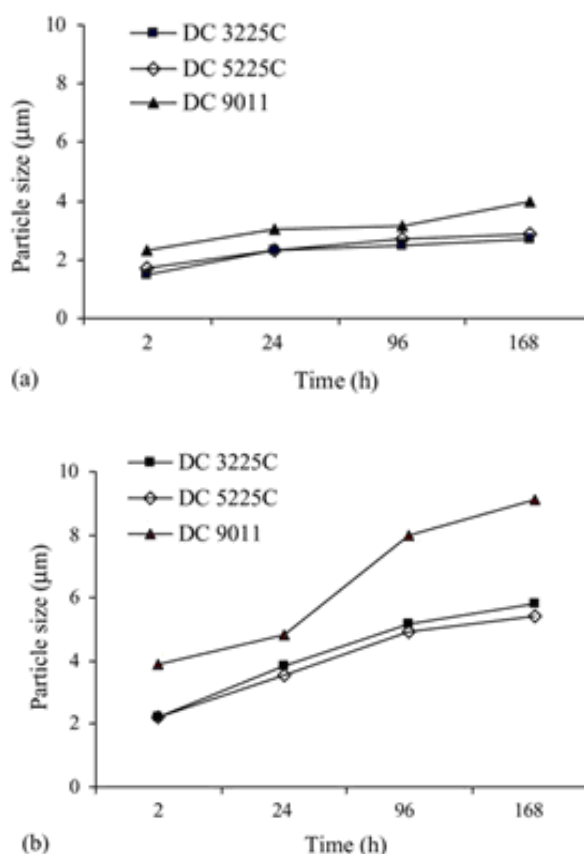 10
8
6
4
2
0
Particle size (μm)
DC 3225C
DC 5225C
DC 9011
2 24 96 168
Time (h)
(a)
10
8
6
4
2
0
Particle size (μm)
DC 3225C
DC 5225C
DC 9011
2 24 96 168
Time (h)
(b)